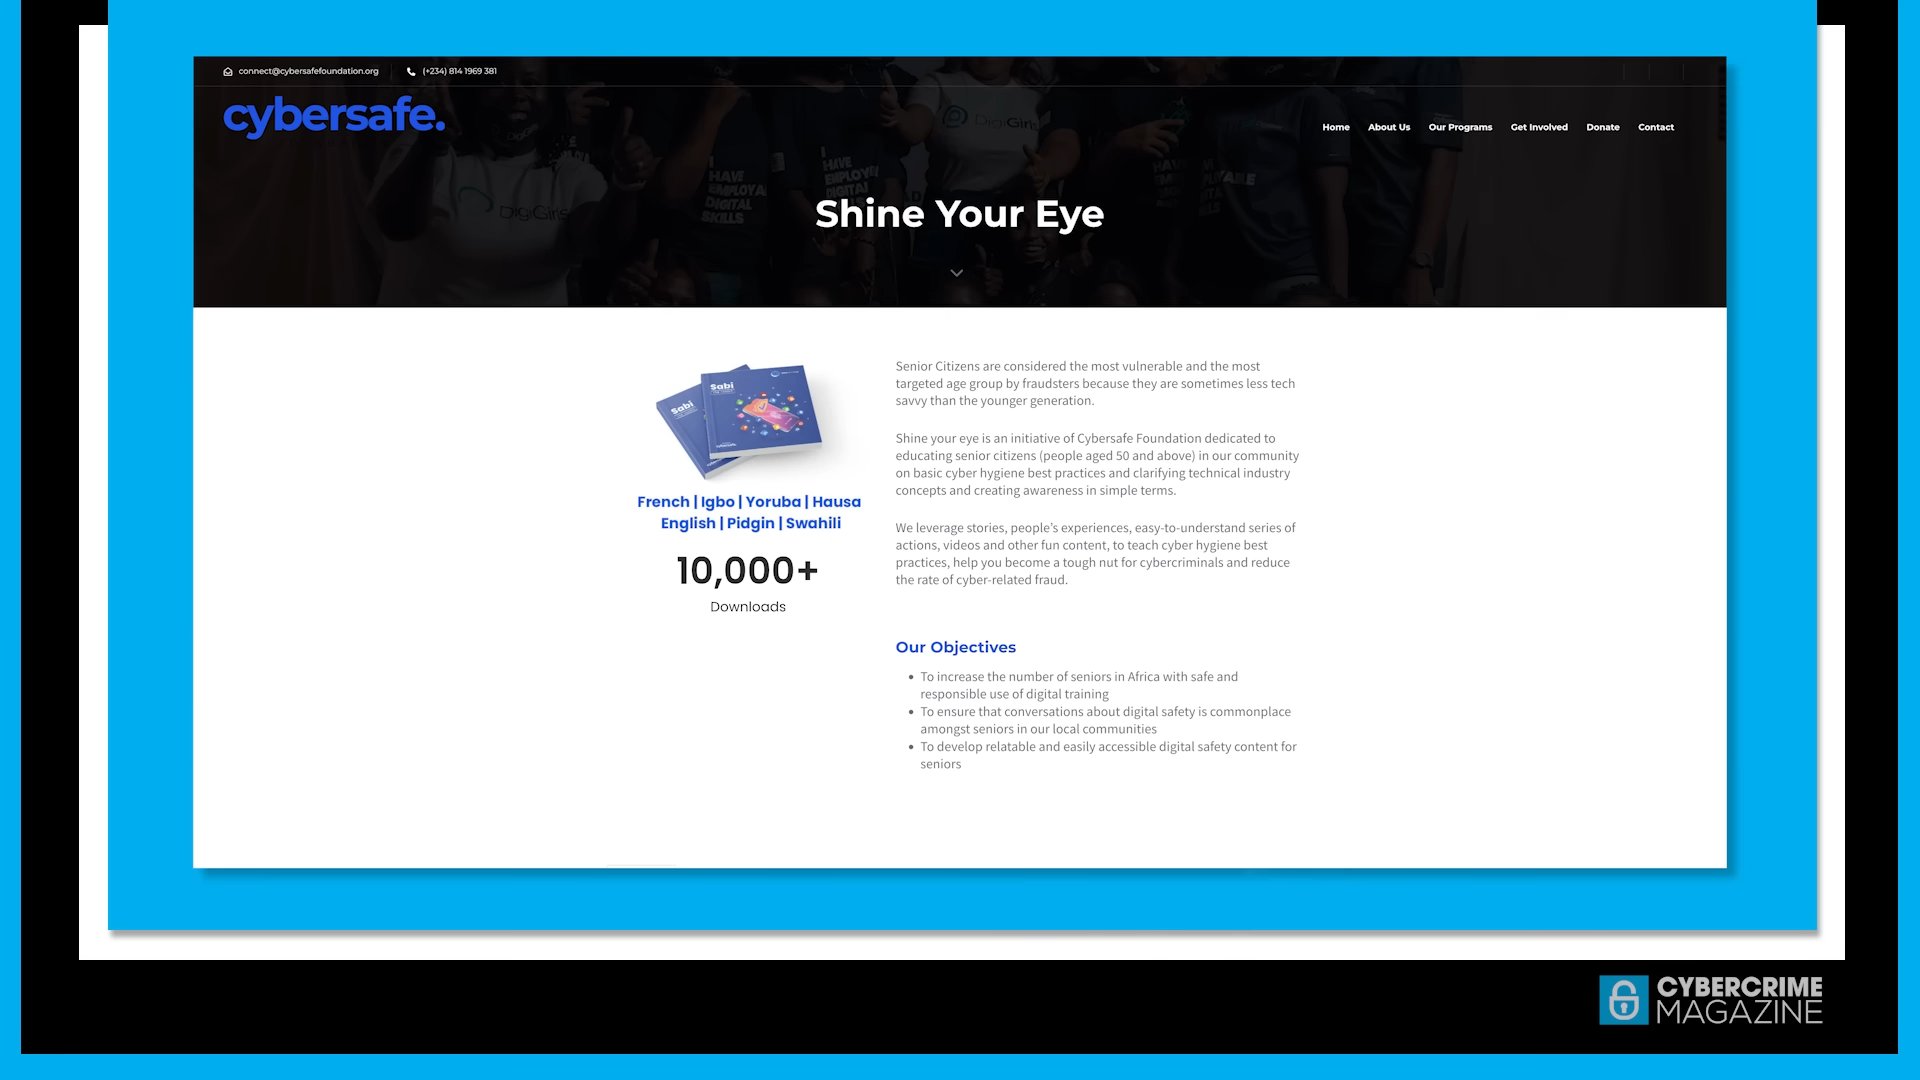 connect@cybersafefoundation.org (+234) 814 1969 381
cybersafe.
Home About Us Our Programs Get Involved Donate Contact
DigiGirls
DigiGirls
I HAVE
EMPLOYA
DIGITAL
SKILLS
I
HAVE
EMPLOY
DIGITAL
Shine Your Eye
Sabi
Sabi
French | Igbo | Yoruba | Hausa
English | Pidgin | Swahili
10,000+
Downloads
Senior Citizens are considered the most vulnerable and the most
targeted age group by fraudsters because they are sometimes less tech
savvy than the younger generation.
Shine your eye is an initiative of Cybersafe Foundation dedicated to
educating senior citizens (people aged 50 and above) in our community
on basic cyber hygiene best practices and clarifying technical industry
concepts and creating awareness in simple terms.
We leverage stories, people's experiences, easy-to-understand series of
actions, videos and other fun content, to teach cyber hygiene best
practices, help you become a tough nut for cybercriminals and reduce
the rate of cyber-related fraud.
Our Objectives
• To increase the number of seniors in Africa with safe and
responsible use of digital training
• To ensure that conversations about digital safety is commonplace
amongst seniors in our local communities
• To develop relatable and easily accessible digital safety content for
seniors
CYBERCRIME
MAGAZINE